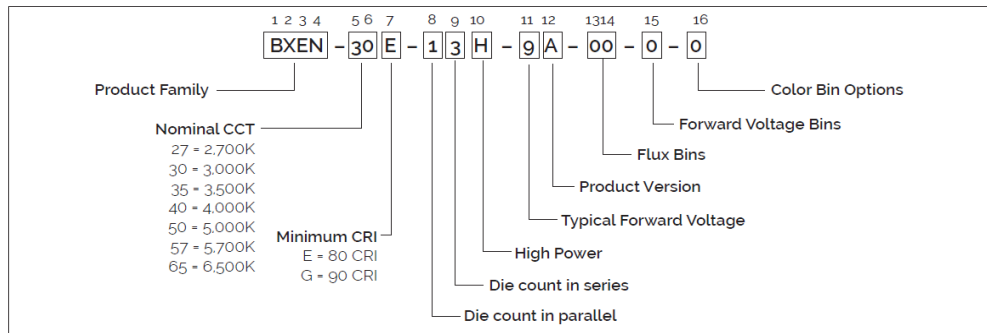 1 2 3 4 5 6 7 8 9 10 11 12 1314 15 16
BXEN - 30 E - 1 3 H - 9 A - 00 - 0 - 0
Product Family
Color Bin Options
Nominal CCT
27 = 2,700K
30 = 3,000K
35 = 3,500K
40 = 4,000K
50 = 5,000K
57 = 5,700K
65 = 6,500K
Minimum CRI
E = 80 CRI
G = 90 CRI
Forward Voltage Bins
Flux Bins
Product Version
Typical Forward Voltage
High Power
Die count in series
Die count in parallel